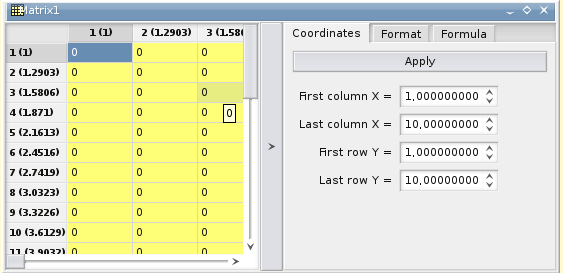 Matrix1
1 (1) 2 (1.2903) 3 (1.580
1 (1) 0 0 0
2 (1.2903) 0 0 0
3 (1.5806) 0 0 0
4 (1.871) 0 0 0 0
5 (2.1613) 0 0 0
6 (2.4516) 0 0 0
7 (2.7419) 0 0 0
8 (3.0323) 0 0 0
9 (3.3226) 0 0 0
10 (3.6129) 0 0 0
11 (3.9032) 0 0 0
Coordinates Format Formula
Apply
First column X = 1,000000000
Last column X = 10,00000000
First row Y = 1,000000000
Last row Y = 10,00000000